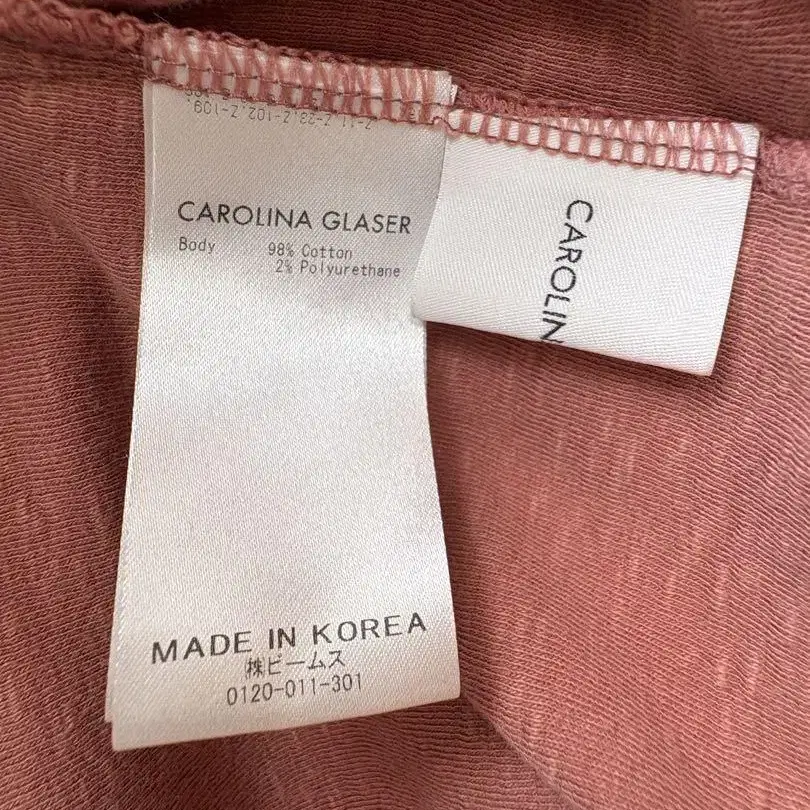 CAROLINA GLASER
Body 98% Cotton
2% Polyurethane
MADE IN KOREA
㈱ビームス
0120-011-301
CAROLIN